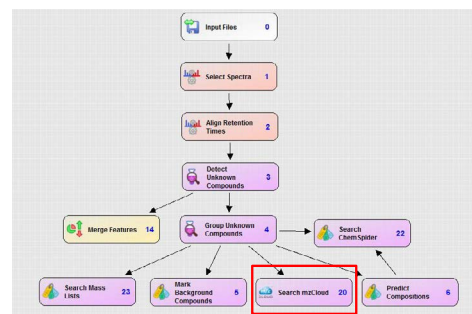 Input Files 0
Select Spectra 1
Align Retention
Times 2
Detect
Unknown
Compounds 3
Merge Features 14
Group Unknown
Compounds 4
Search
ChemSpider 22
Search Mass
Lists 23
Mark
Background
Compounds 5
Search mzCloud 20
Predict
Compositions 6